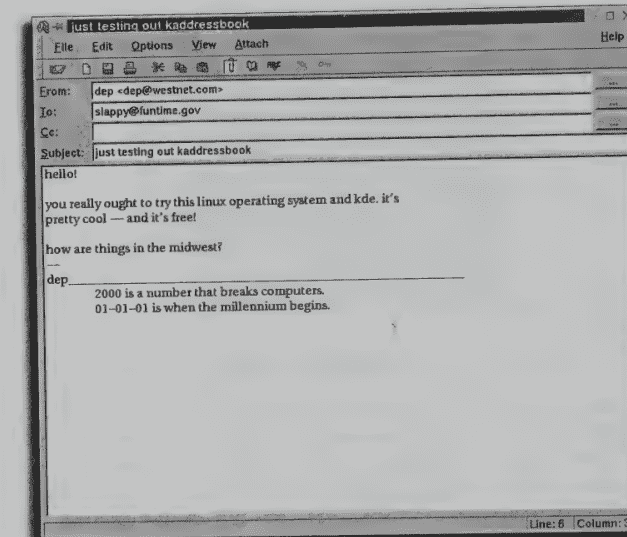 just testing out kaddressbook
File Edit Options View Attach Help
From: dep <dep@westnet.com>
To: slappy@funtime.gov
Cc:
Subject: just testing out kaddressbook
hello!
you really ought to try this linux operating system and kde. it's
pretty cool — and it's free!
how are things in the midwest?
—
dep
2000 is a number that breaks computers.
01-01-01 is when the millennium begins.
Line: 6 Column: